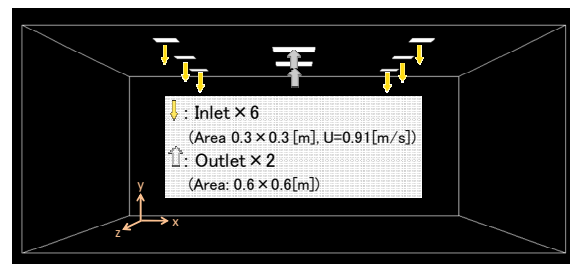 : Inlet×6
(Area 0.3×0.3[m], U=0.91[m/s])
: Outlet×2
(Area: 0.6×0.6[m])
y
x
z